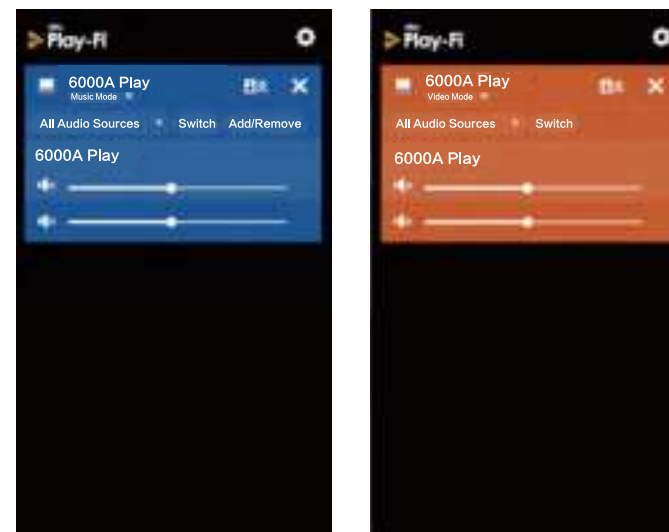 Play-Fi
6000A Play
Music Mode
All Audio Sources Switch Add/Remove
6000A Play
Play-Fi
6000A Play
Video Mode
All Audio Sources Switch
6000A Play